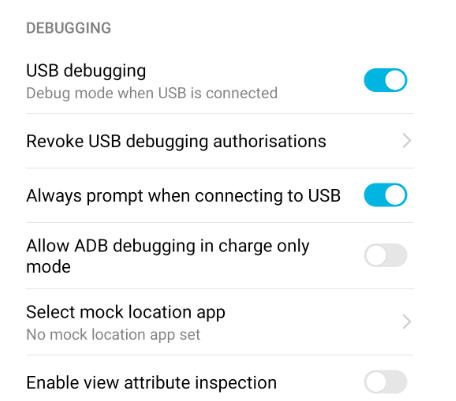 DEBUGGING
USB debugging
Debug mode when USB is connected
Revoke USB debugging authorisations
Always prompt when connecting to USB
Allow ADB debugging in charge only
mode
Select mock location app
No mock location app set
Enable view attribute inspection